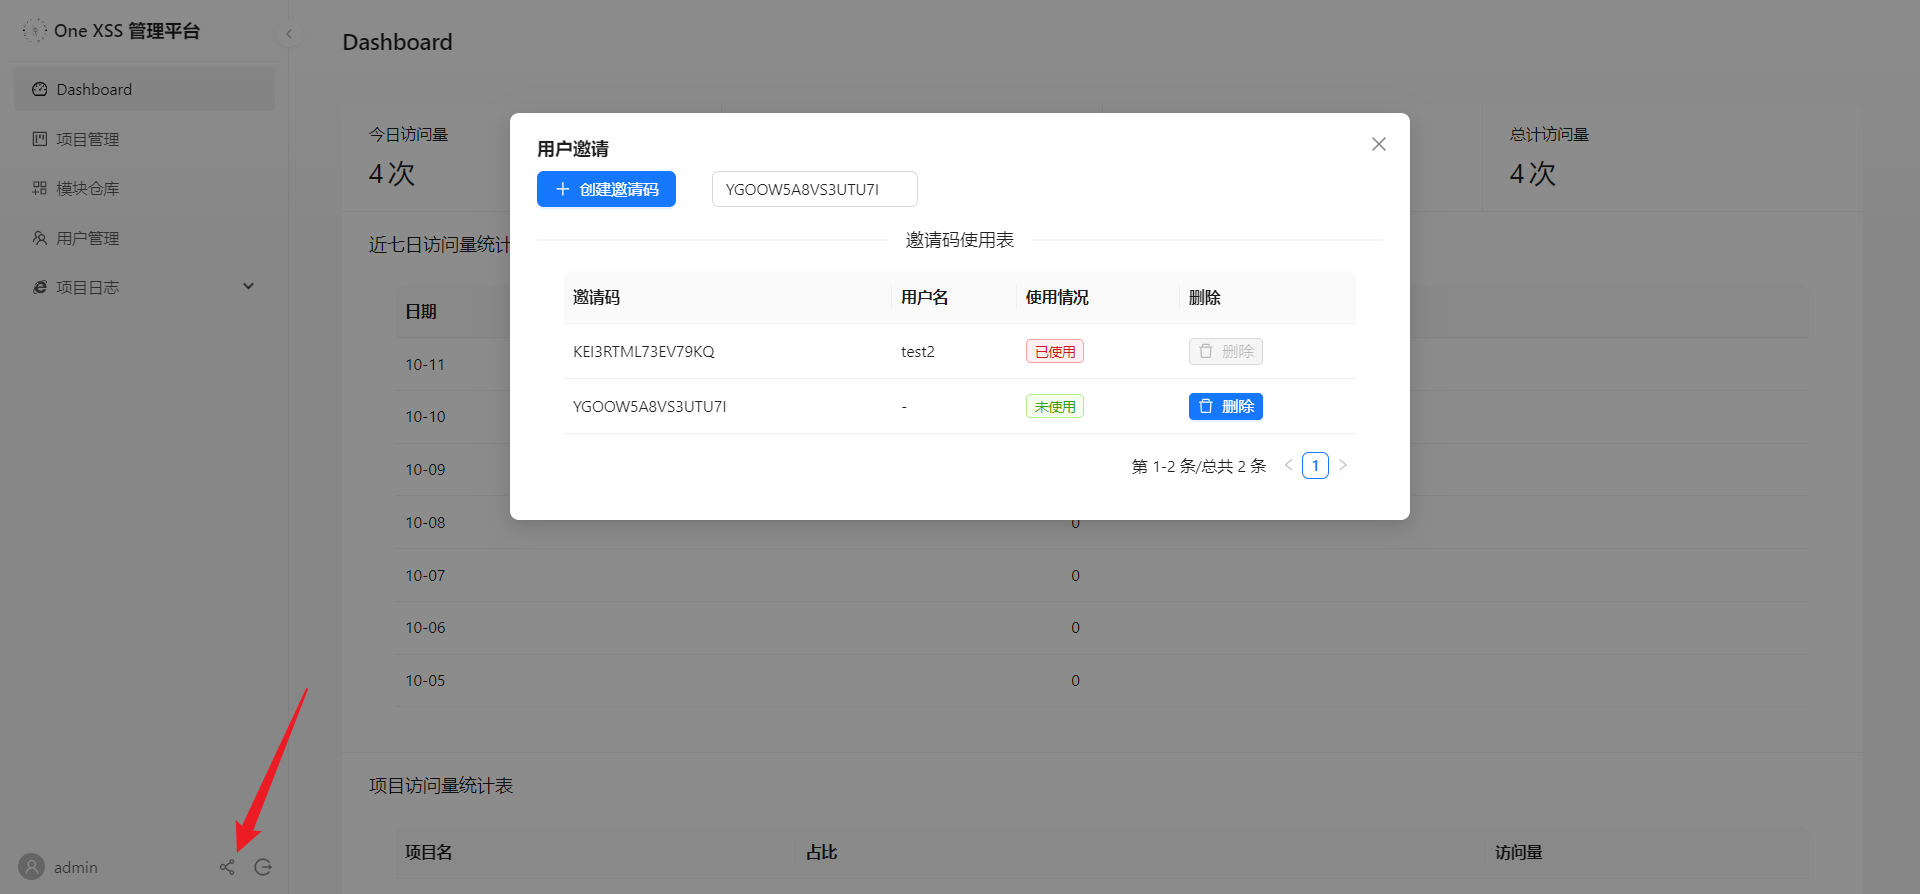 One XSS 管理平台
Dashboard
项目管理
模块仓库
用户管理
项目日志
admin
Dashboard
今日访问量
4 次
总计访问量
4 次
近七日访问量统计
日期
10-11
10-10
10-09
10-08
0
10-07
0
10-06
0
10-05
0
项目访问量统计表
项目名
占比
访问量
用户邀请
创建邀请码
YGOOW5A8VS3UTU7I
邀请码使用表
邀请码 用户名 使用情况 删除
KEI3RTML73EV79KQ test2 已使用 删除
YGOOW5A8VS3UTU7I - 未使用 删除
第 1-2 条/总共 2 条 < 1 >